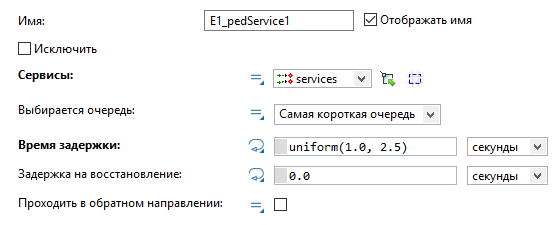 Имя: E1_pedService1 Отображать имя
Исключить
Сервисы: services
Выбирается очередь: Самая короткая очередь
Время задержки: uniform(1.0, 2.5) секунды
Задержка на восстановление: 0.0 секунды
Проходить в обратном направлении: